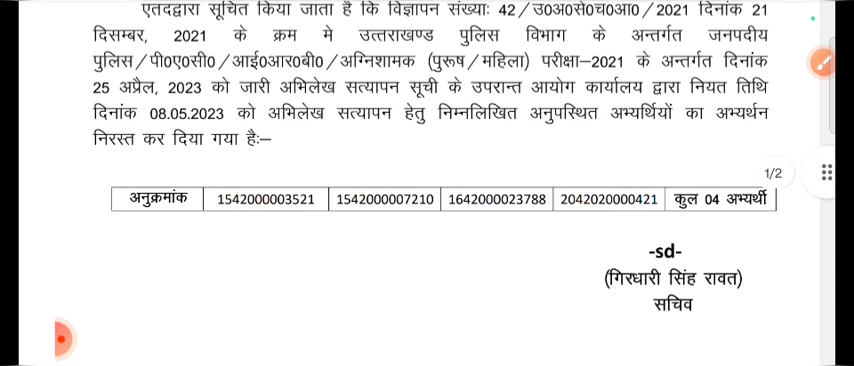 एतदद्वारा सूचित किया जाता है कि विज्ञापन संख्याः 42/उ0अ0से0च0आ0/2021 दिनांक 21
दिसम्बर, 2021 के क्रम मे उत्तराखण्ड पुलिस विभाग के अन्तर्गत जनपदीय
पुलिस/पी0ए0सी0/आई0आर0बी0/अग्निशामक (पुरूष/महिला) परीक्षा–2021 के अन्तर्गत दिनांक
25 अप्रैल, 2023 को जारी अभिलेख सत्यापन सूची के उपरान्त आयोग कार्यालय द्वारा नियत तिथि
दिनांक 08.05.2023 को अभिलेख सत्यापन हेतु निम्नलिखित अनुपस्थित अभ्यर्थियों का अभ्यर्थन
निरस्त कर दिया गया हैः–
1/2
अनुक्रमांक 1542000003521 1542000007210 1642000023788 2042020000421 कुल 04 अभ्यर्थी
-sd-
(गिरधारी सिंह रावत)
सचिव